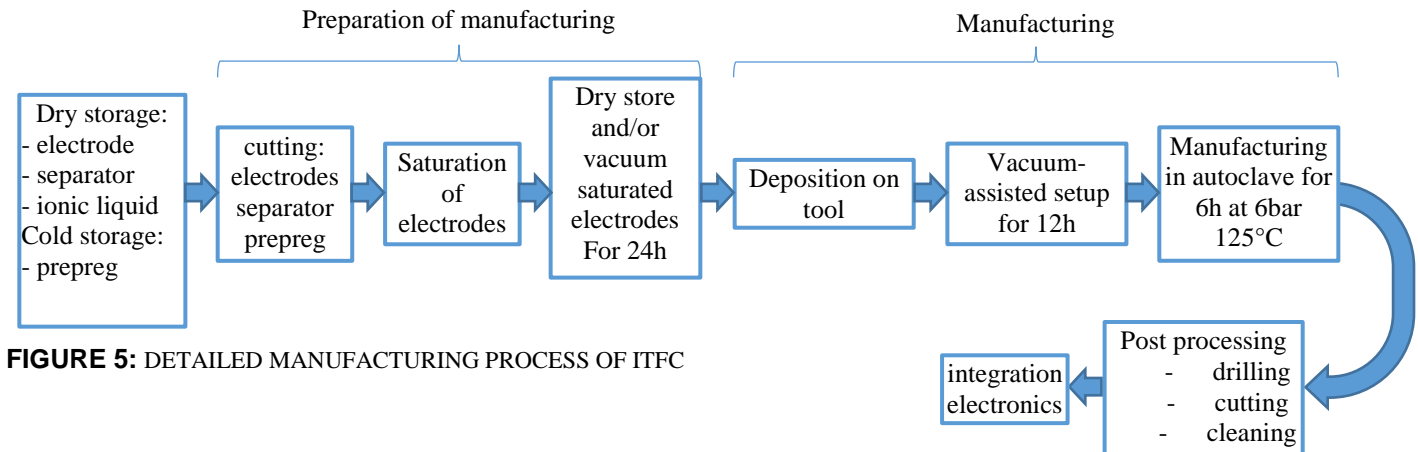 Preparation of manufacturing
Manufacturing
Dry storage:
- electrode
- separator
- ionic liquid
Cold storage:
- prepreg
cutting:
electrodes
separator
prepreg
Saturation
of
electrodes
Dry store
and/or
vacuum
saturated
electrodes
For 24h
Deposition on
tool
Vacuum-
assisted setup
for 12h
Manufacturing
in autoclave for
6h at 6bar
125°C
Post processing
- drilling
- cutting
- cleaning
integration
electronics
FIGURE 5: DETAILED MANUFACTURING PROCESS OF ITFC